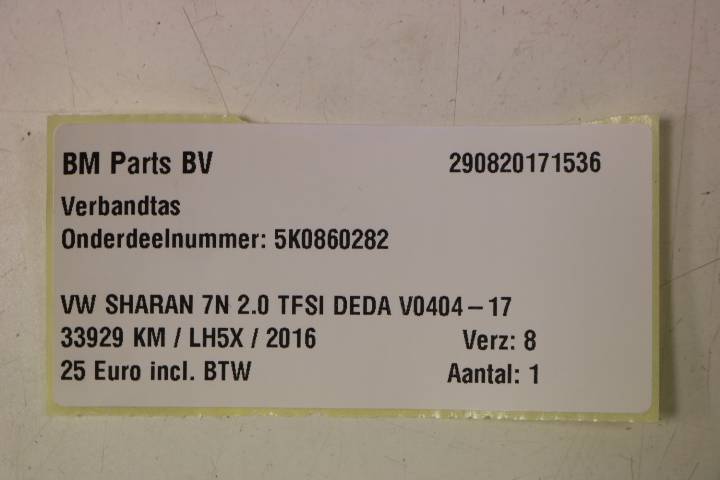 BM Parts BV 290820171536
Verbandtas
Onderdeelnummer: 5K0860282
VW SHARAN 7N 2.0 TFSI DEDA V0404-17
33929 KM / LH5X / 2016 Verz: 8
25 Euro incl. BTW Aantal: 1